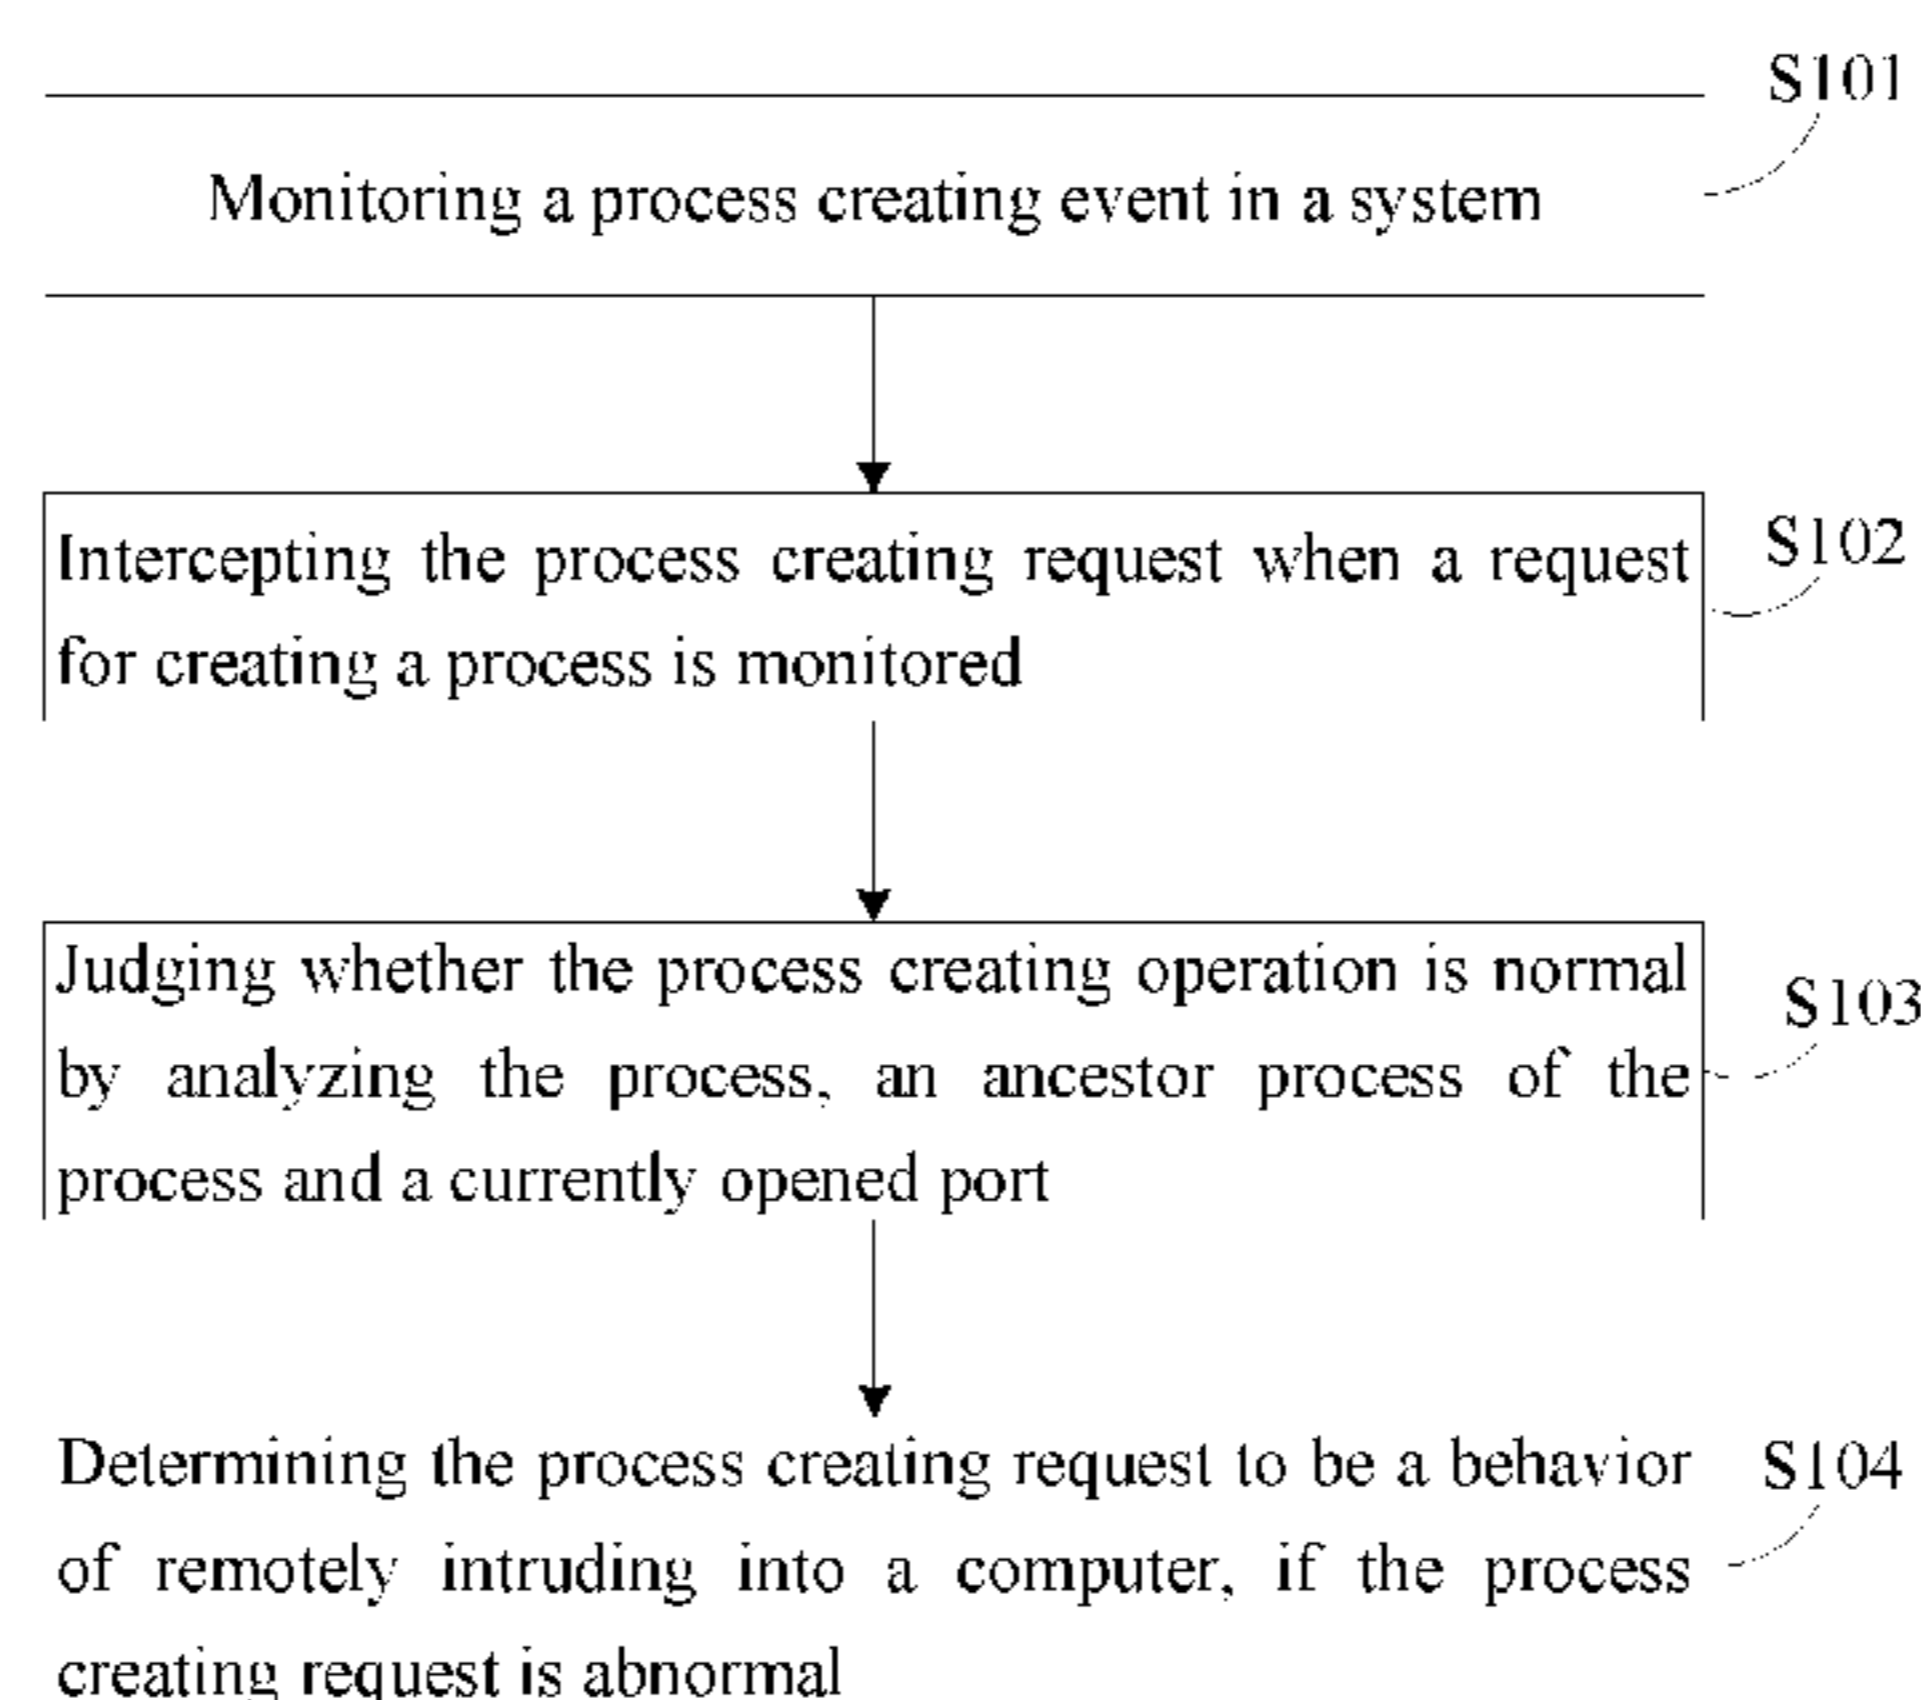 S101
Monitoring a process creating event in a system
Intercepting the process creating request when a request
S102
for creating a process is monitored
Judging whether the process creating operation is normal
S103
by analyzing the process, an ancestor process of the
process and a currently opened port
Determining the process creating request to be a behavior
S104
of remotely intruding into a computer, if the process
creating request is abnormal